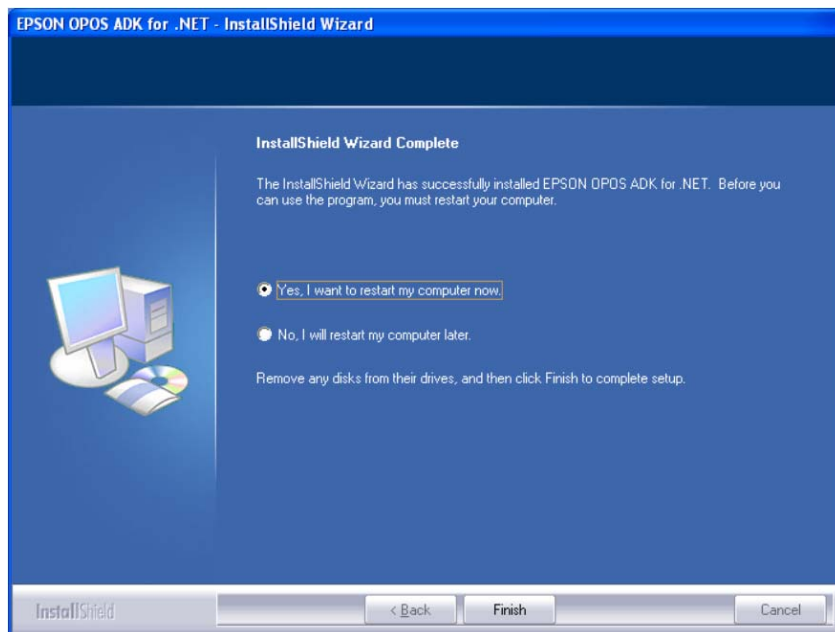 EPSON OPOS ADK for .NET - InstallShield Wizard
InstallShield Wizard Complete
The InstallShield Wizard has successfully installed EPSON OPOS ADK for .NET. Before you
can use the program, you must restart your computer.
Yes, I want to restart my computer now.
No, I will restart my computer later.
Remove any disks from their drives, and then click Finish to complete setup.
InstallShield
< Back
Finish
Cancel